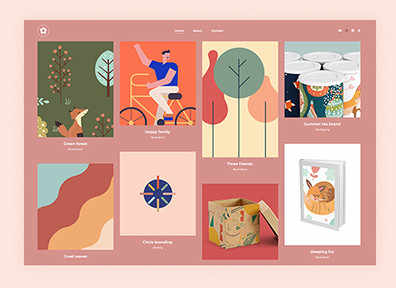 Home About Contact
Green forest
Illustration
Happy family
Illustration
Three friends
Illustration
Summer tea brand
Packaging
Great waves
Circle branding
Identity
Sleeping fox
Illustration